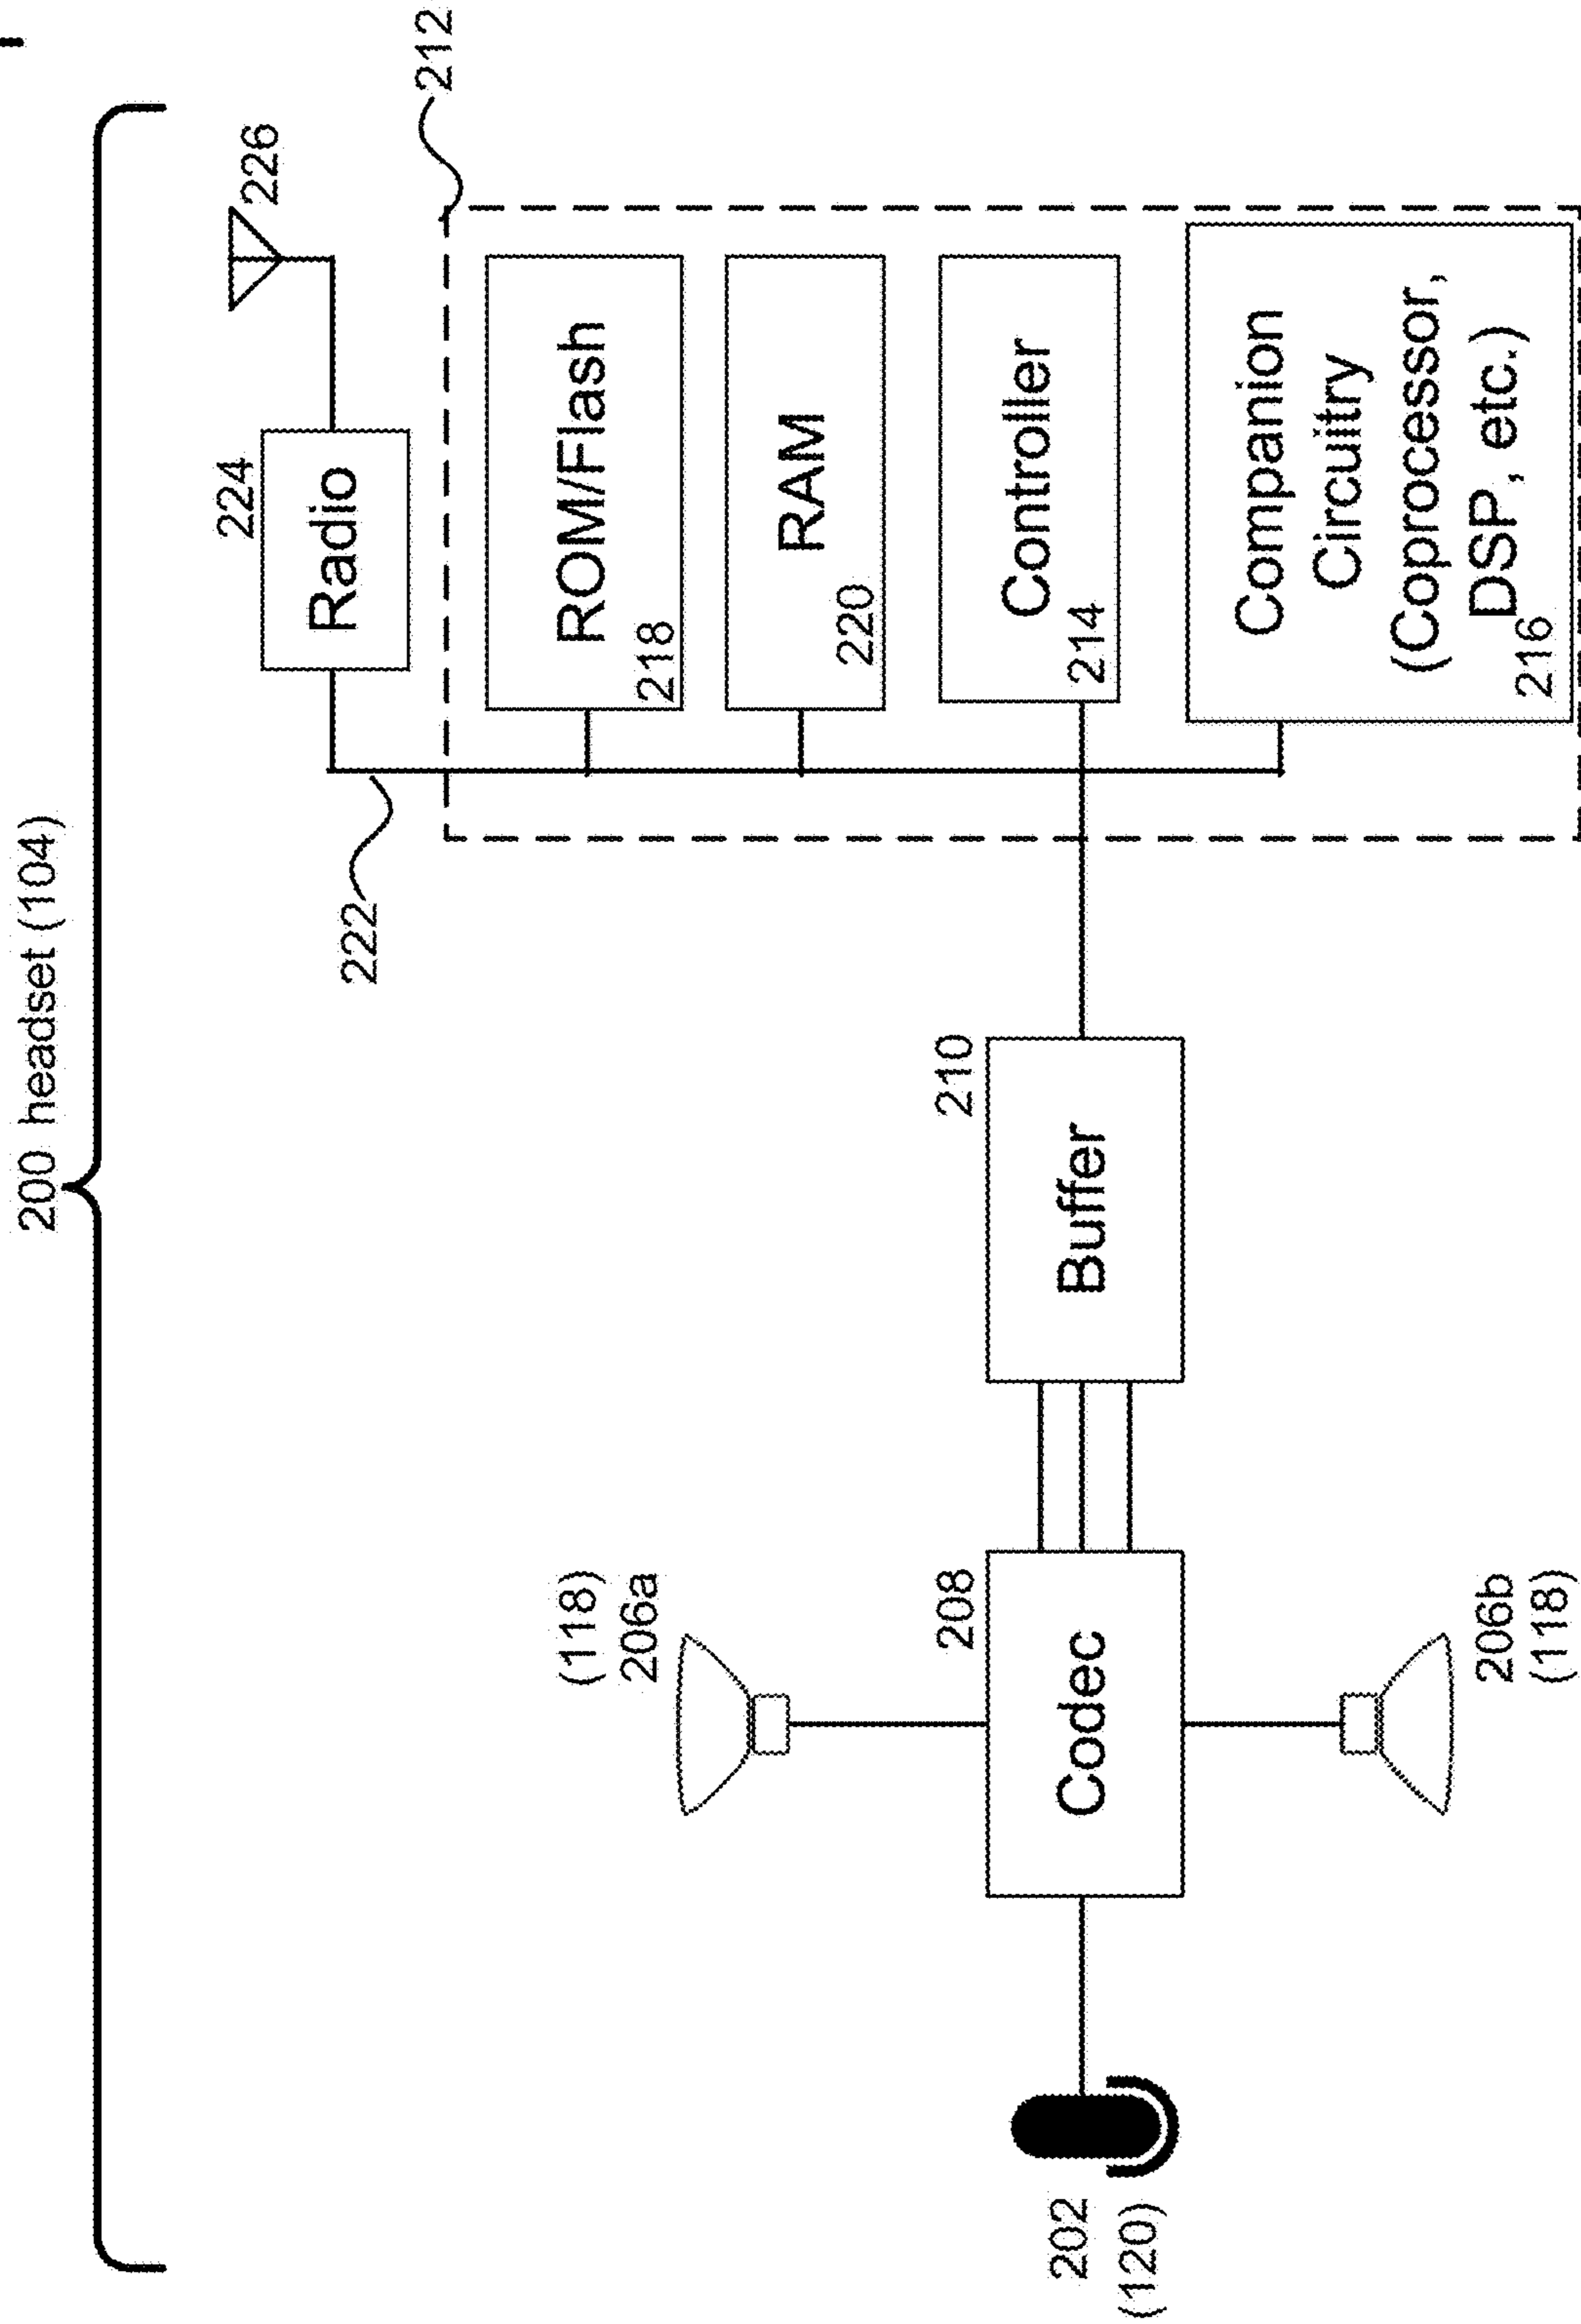 200 headset (104)
212
226
224
Radio
ROM/Flash
218
RAM
220
Controller
214
Companion
Circuitry
(Coprocessor,
DSP, etc.)
216
222
210
Buffer
208
Codec
(118)
206a
206b
(118)
202
(120)